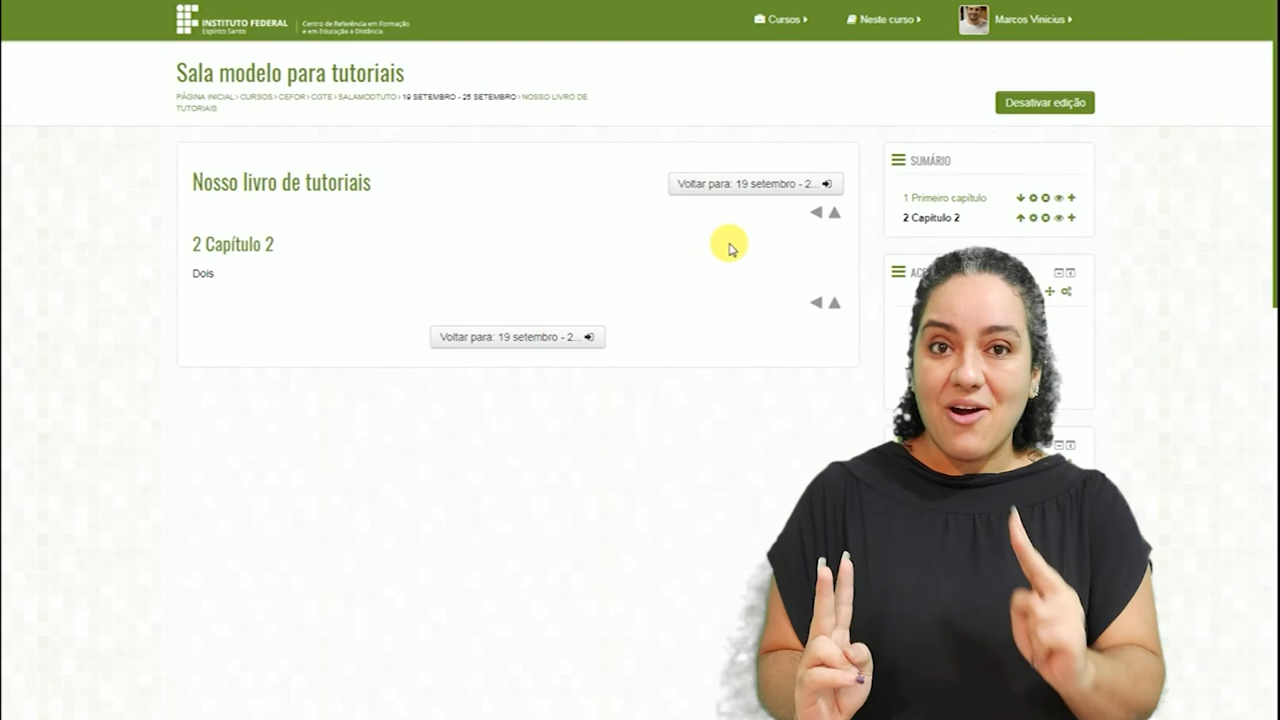 INSTITUTO FEDERAL
Espírito Santo
Centro de Referência em Formação
e em Educação a Distância
Cursos
Neste curso
Marcos Vinicius
Sala modelo para tutoriais
PÁGINA INICIAL › CURSOS › CEFOR › CGTE › SALAMODTUTO › 19 SETEMBRO - 25 SETEMBRO › NOSSO LIVRO DE
TUTORIAIS
Desativar edição
Nosso livro de tutoriais
Voltar para: 19 setembro - 2...
SUMÁRIO
1 Primeiro capítulo
2 Capítulo 2
2 Capítulo 2
Dois
Voltar para: 19 setembro - 2...